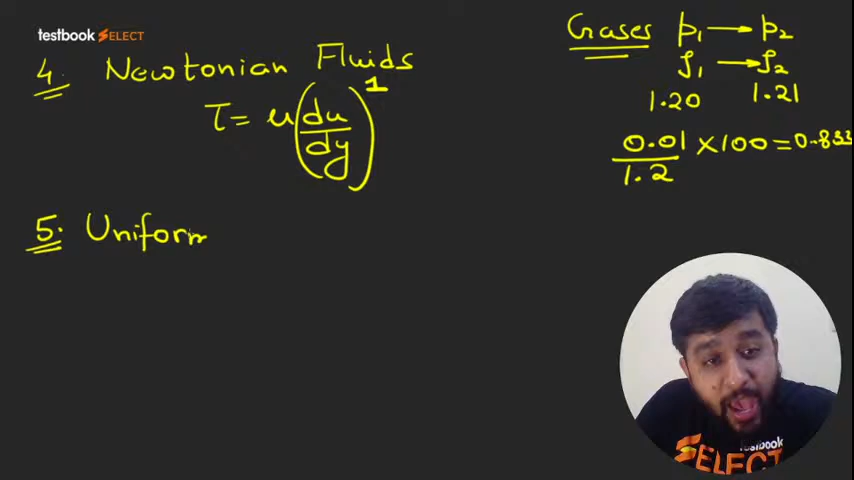 testbook SELECT
4. Newtonian Fluids
τ = μ(du/dy)^1
5. Uniform
Gases p1 → p2
ρ1 → ρ2
1.20 1.21
0.01/1.2 × 100 = 0.833
testbook
SELECT